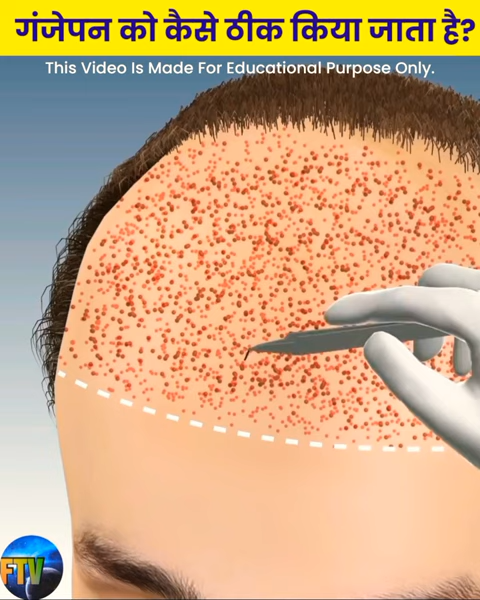 गंजेपन को कैसे ठीक किया जाता है?
This Video Is Made For Educational Purpose Only.
FTV